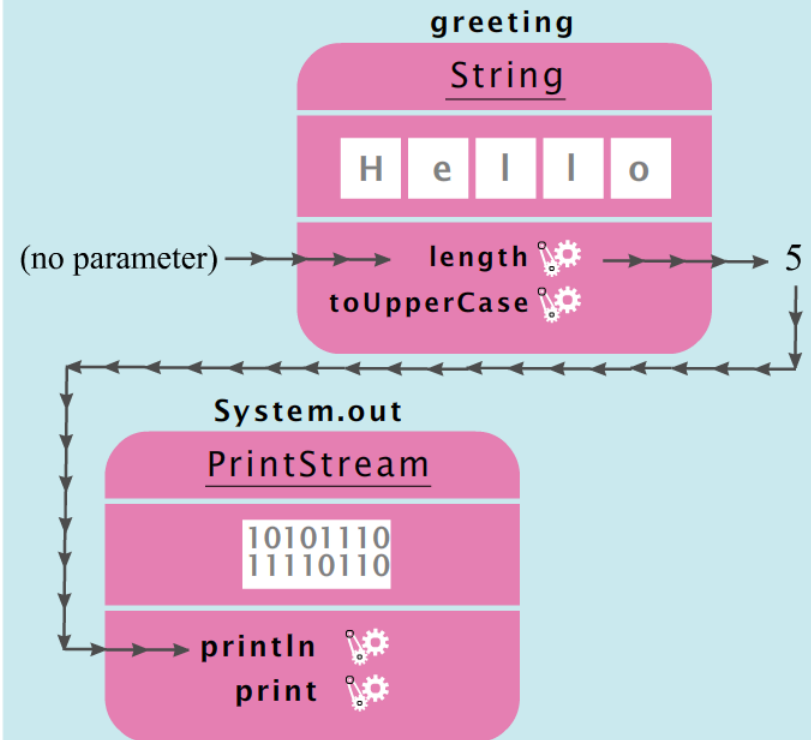 greeting
String
H e l l o
(no parameter) length 5
toUpperCase
System.out
PrintStream
10101110
11110110
println
print